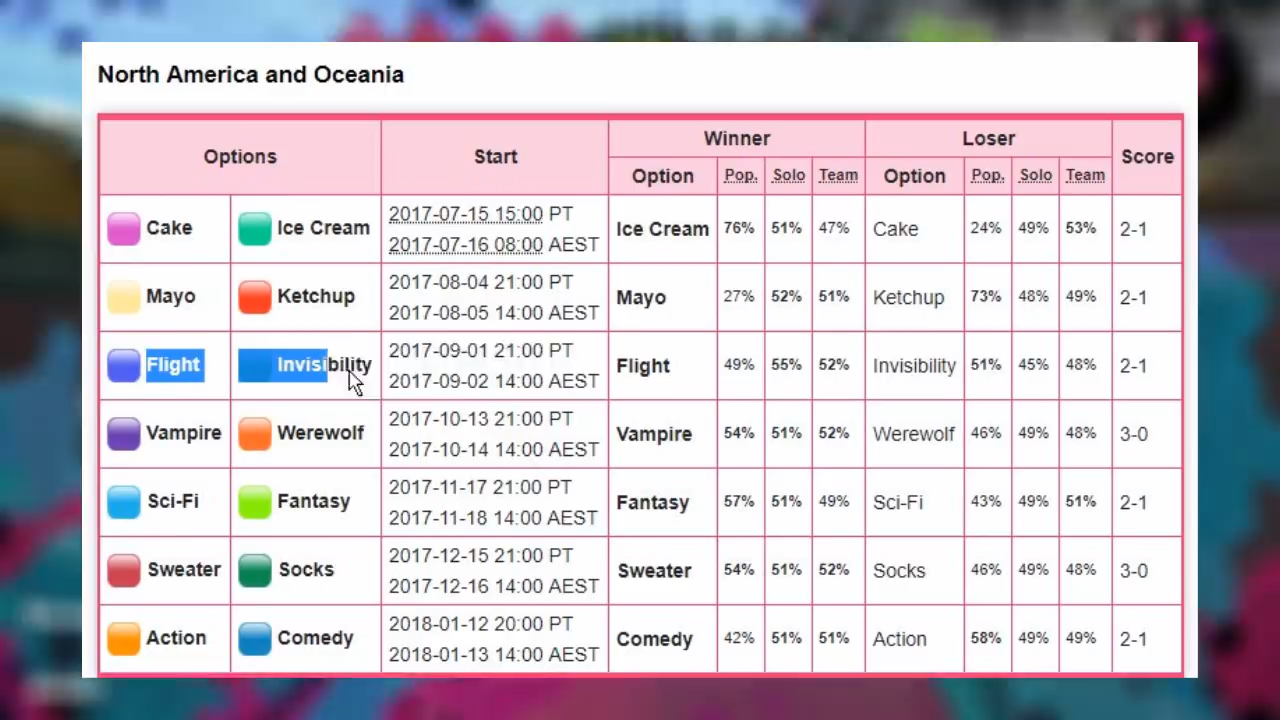 North America and Oceania
Options Start Winner Loser Score
Option Pop. Solo Team Option Pop. Solo Team
Cake Ice Cream 2017-07-15 15:00 PT Ice Cream 76% 51% 47% Cake 24% 49% 53% 2-1
2017-07-16 08:00 AEST
Mayo Ketchup 2017-08-04 21:00 PT Mayo 27% 52% 51% Ketchup 73% 48% 49% 2-1
2017-08-05 14:00 AEST
Flight Invisibility 2017-09-01 21:00 PT Flight 49% 55% 52% Invisibility 51% 45% 48% 2-1
2017-09-02 14:00 AEST
Vampire Werewolf 2017-10-13 21:00 PT Vampire 54% 51% 52% Werewolf 46% 49% 48% 3-0
2017-10-14 14:00 AEST
Sci-Fi Fantasy 2017-11-17 21:00 PT Fantasy 57% 51% 49% Sci-Fi 43% 49% 51% 2-1
2017-11-18 14:00 AEST
Sweater Socks 2017-12-15 21:00 PT Sweater 54% 51% 52% Socks 46% 49% 48% 3-0
2017-12-16 14:00 AEST
Action Comedy 2018-01-12 20:00 PT Comedy 42% 51% 51% Action 58% 49% 49% 2-1
2018-01-13 14:00 AEST